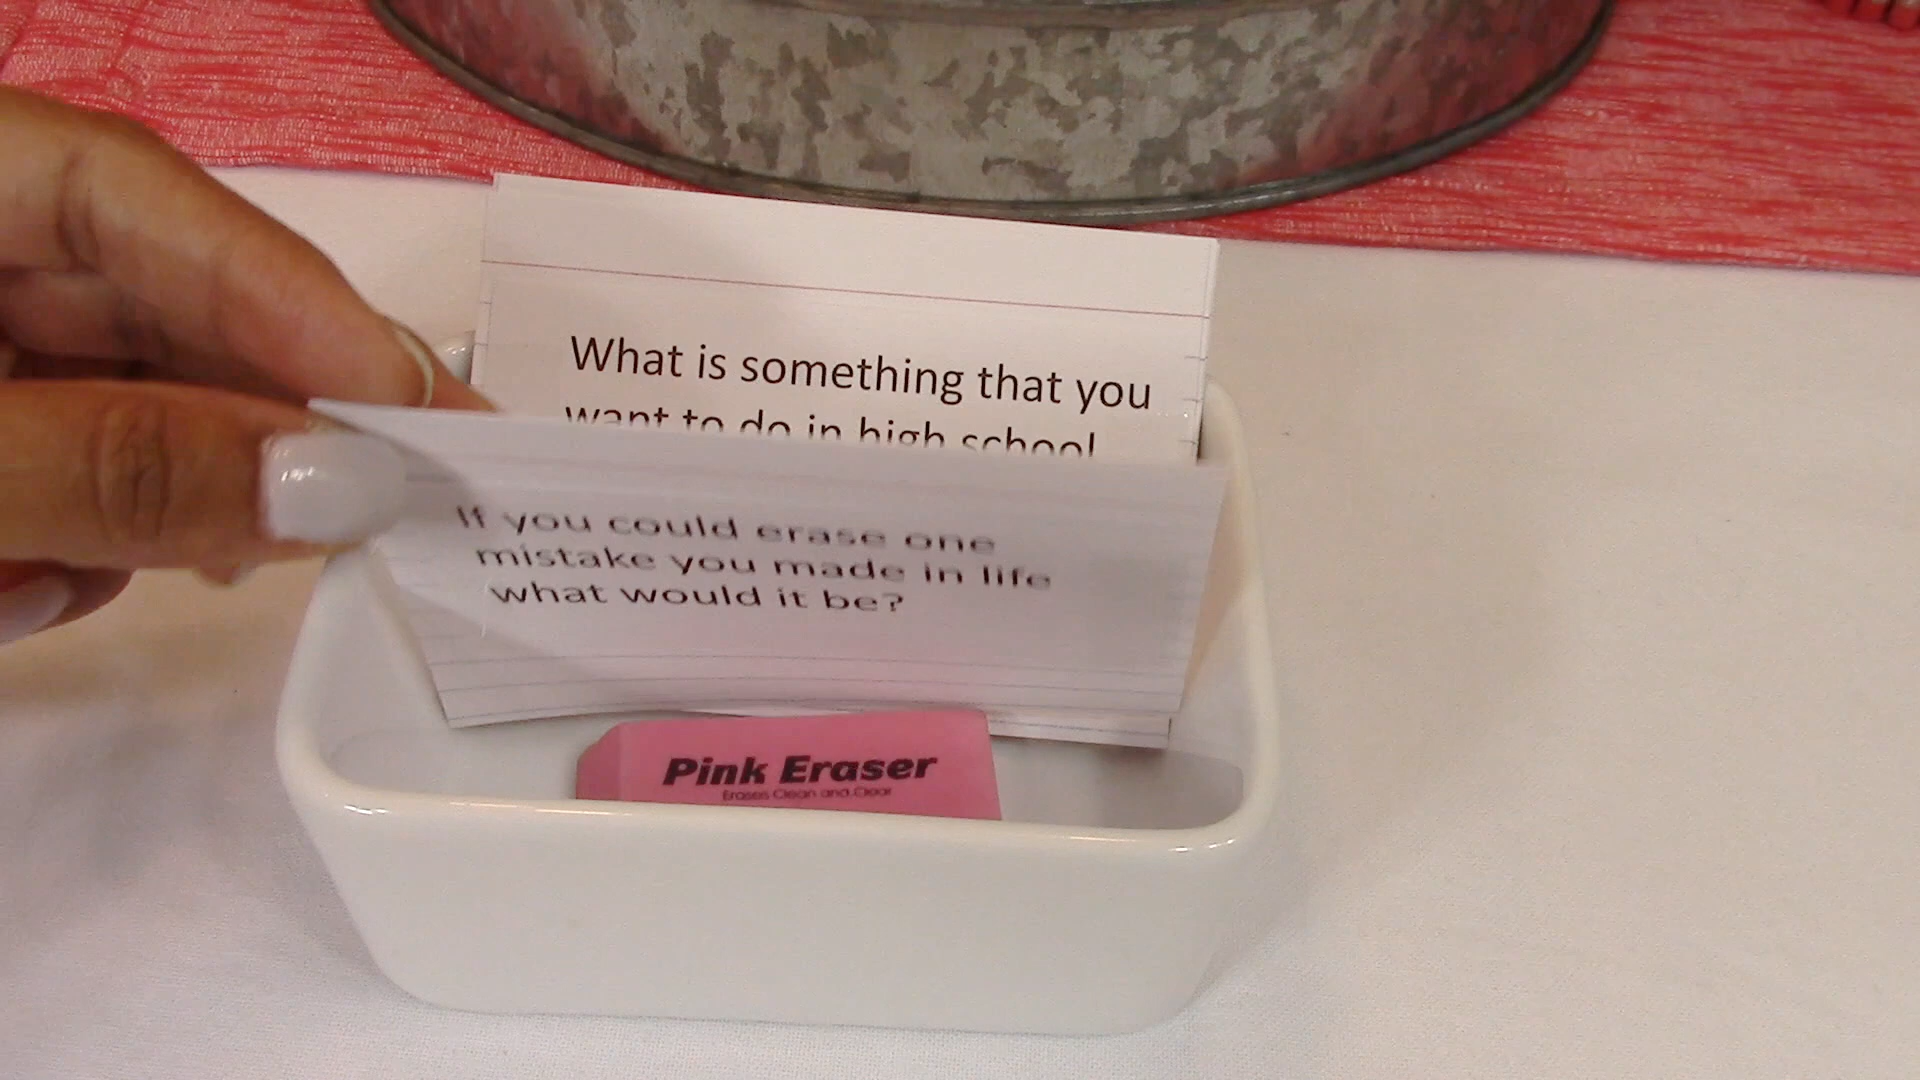 What is something that you
want to do in high school
If you could erase one
mistake you made in life
what would it be?
Pink Eraser
Erases Clean and Clear